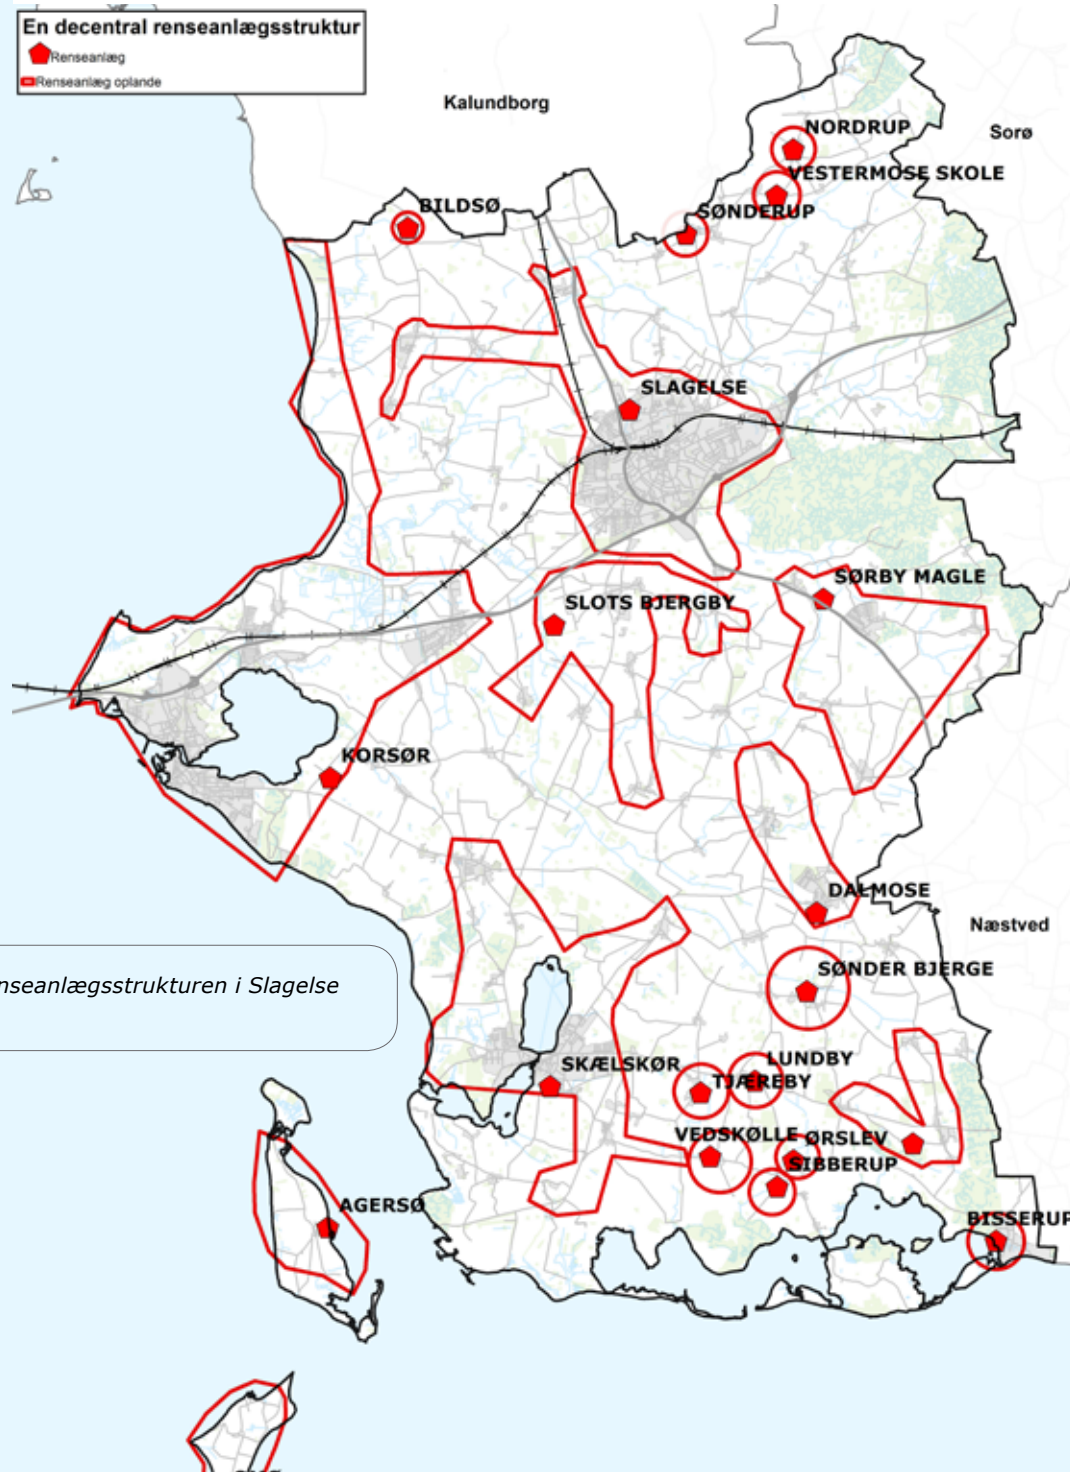 En decentral renseanlægsstruktur
Renseanlæg
Renseanlæg oplande
Kalundborg
Sorø
NORDRUP
VESTERMOSE SKOLE
BILDSØ
SØNDERUP
SLAGELSE
SØRBY MAGLE
SLOTS BJERGBY
KORSØR
DALMOSE
Næstved
SØNDER BJERGE
nseanlægsstrukturen i Slagelse
LUNDBY
SKÆLSKØR
TJÆREBY
VEDSKØLLE
ØRSLEV
SIBBERUP
AGERSØ
BISSERUP